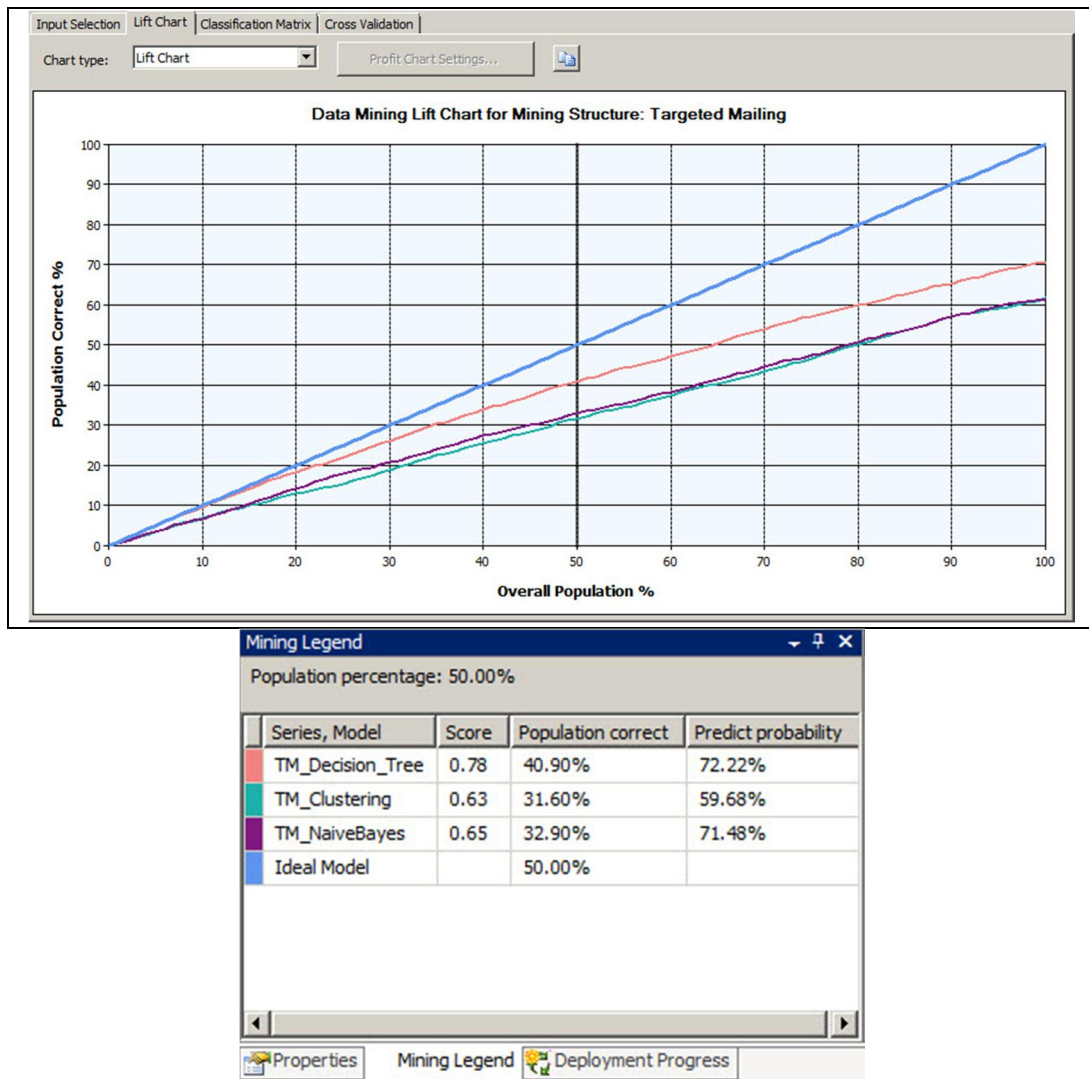 Input Selection Lift Chart Classification Matrix Cross Validation
Chart type: Lift Chart Profit Chart Settings...
Data Mining Lift Chart for Mining Structure: Targeted Mailing
100
90
80
70
60
50
40
30
20
10
0
Population Correct %
0 10 20 30 40 50 60 70 80 90 100
Overall Population %
Mining Legend
Population percentage: 50.00%
Series, Model Score Population correct Predict probability
TM_Decision_Tree 0.78 40.90% 72.22%
TM_Clustering 0.63 31.60% 59.68%
TM_NaiveBayes 0.65 32.90% 71.48%
Ideal Model 50.00%
Properties Mining Legend Deployment Progress